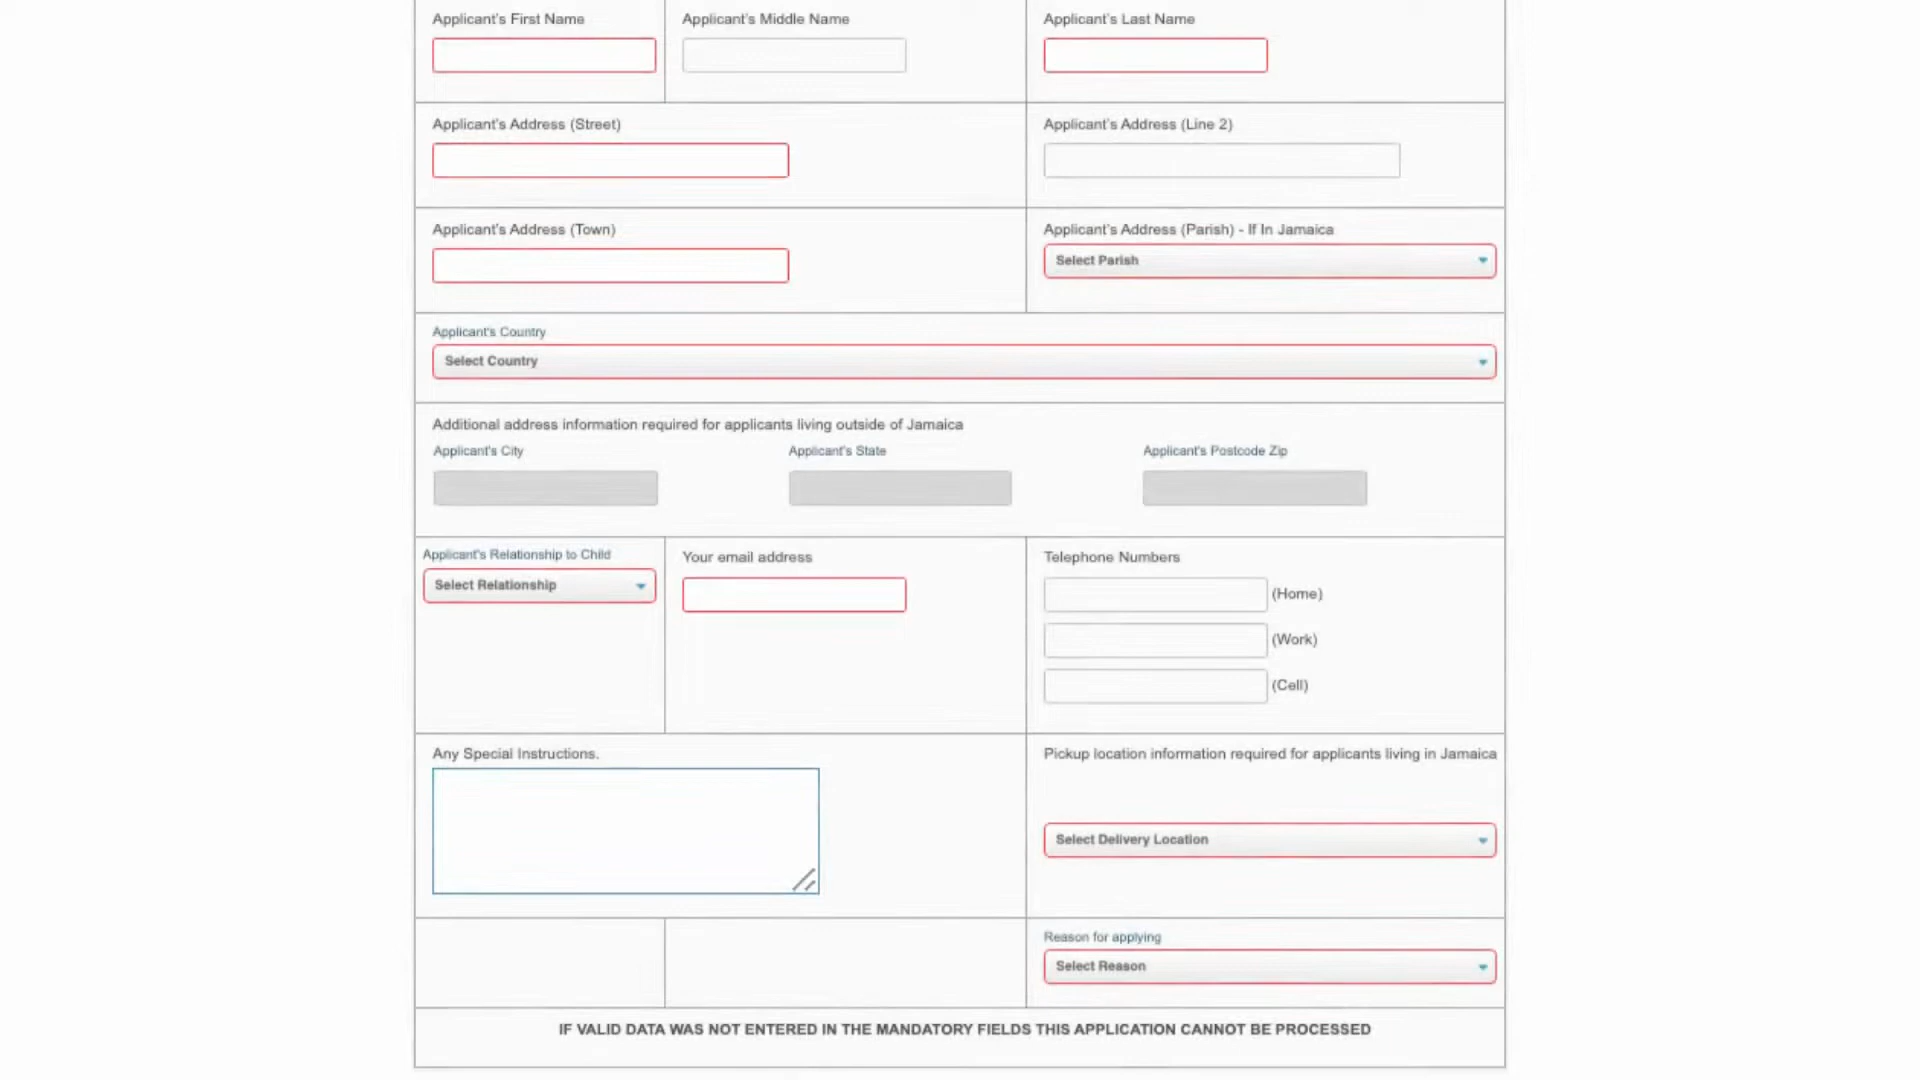 Applicant's First Name
Applicant's Middle Name
Applicant's Last Name
Applicant's Address (Street)
Applicant's Address (Line 2)
Applicant's Address (Town)
Applicant's Address (Parish) - If In Jamaica
Select Parish
Applicant's Country
Select Country
Additional address information required for applicants living outside of Jamaica
Applicant's City
Applicant's State
Applicant's Postcode Zip
Applicant's Relationship to Child
Select Relationship
Your email address
Telephone Numbers
(Home)
(Work)
(Cell)
Any Special Instructions.
Pickup location information required for applicants living in Jamaica
Select Delivery Location
Reason for applying
Select Reason
IF VALID DATA WAS NOT ENTERED IN THE MANDATORY FIELDS THIS APPLICATION CANNOT BE PROCESSED